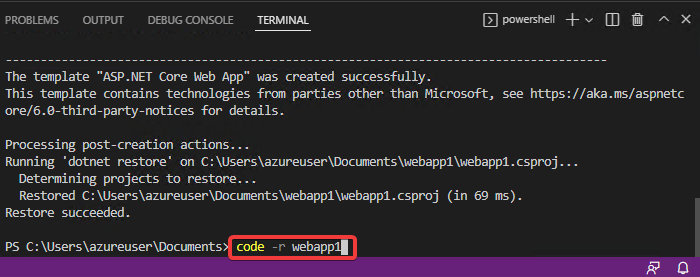 PROBLEMS OUTPUT DEBUG CONSOLE TERMINAL powershell
--------------------------------------------------------------------------------------
The template "ASP.NET Core Web App" was created successfully.
This template contains technologies from parties other than Microsoft, see https://aka.ms/aspnetc
ore/6.0-third-party-notices for details.
Processing post-creation actions...
Running 'dotnet restore' on C:\Users\azureuser\Documents\webapp1\webapp1.csproj...
Determining projects to restore...
Restored C:\Users\azureuser\Documents\webapp1\webapp1.csproj (in 69 ms).
Restore succeeded.
PS C:\Users\azureuser\Documents> code -r webapp1